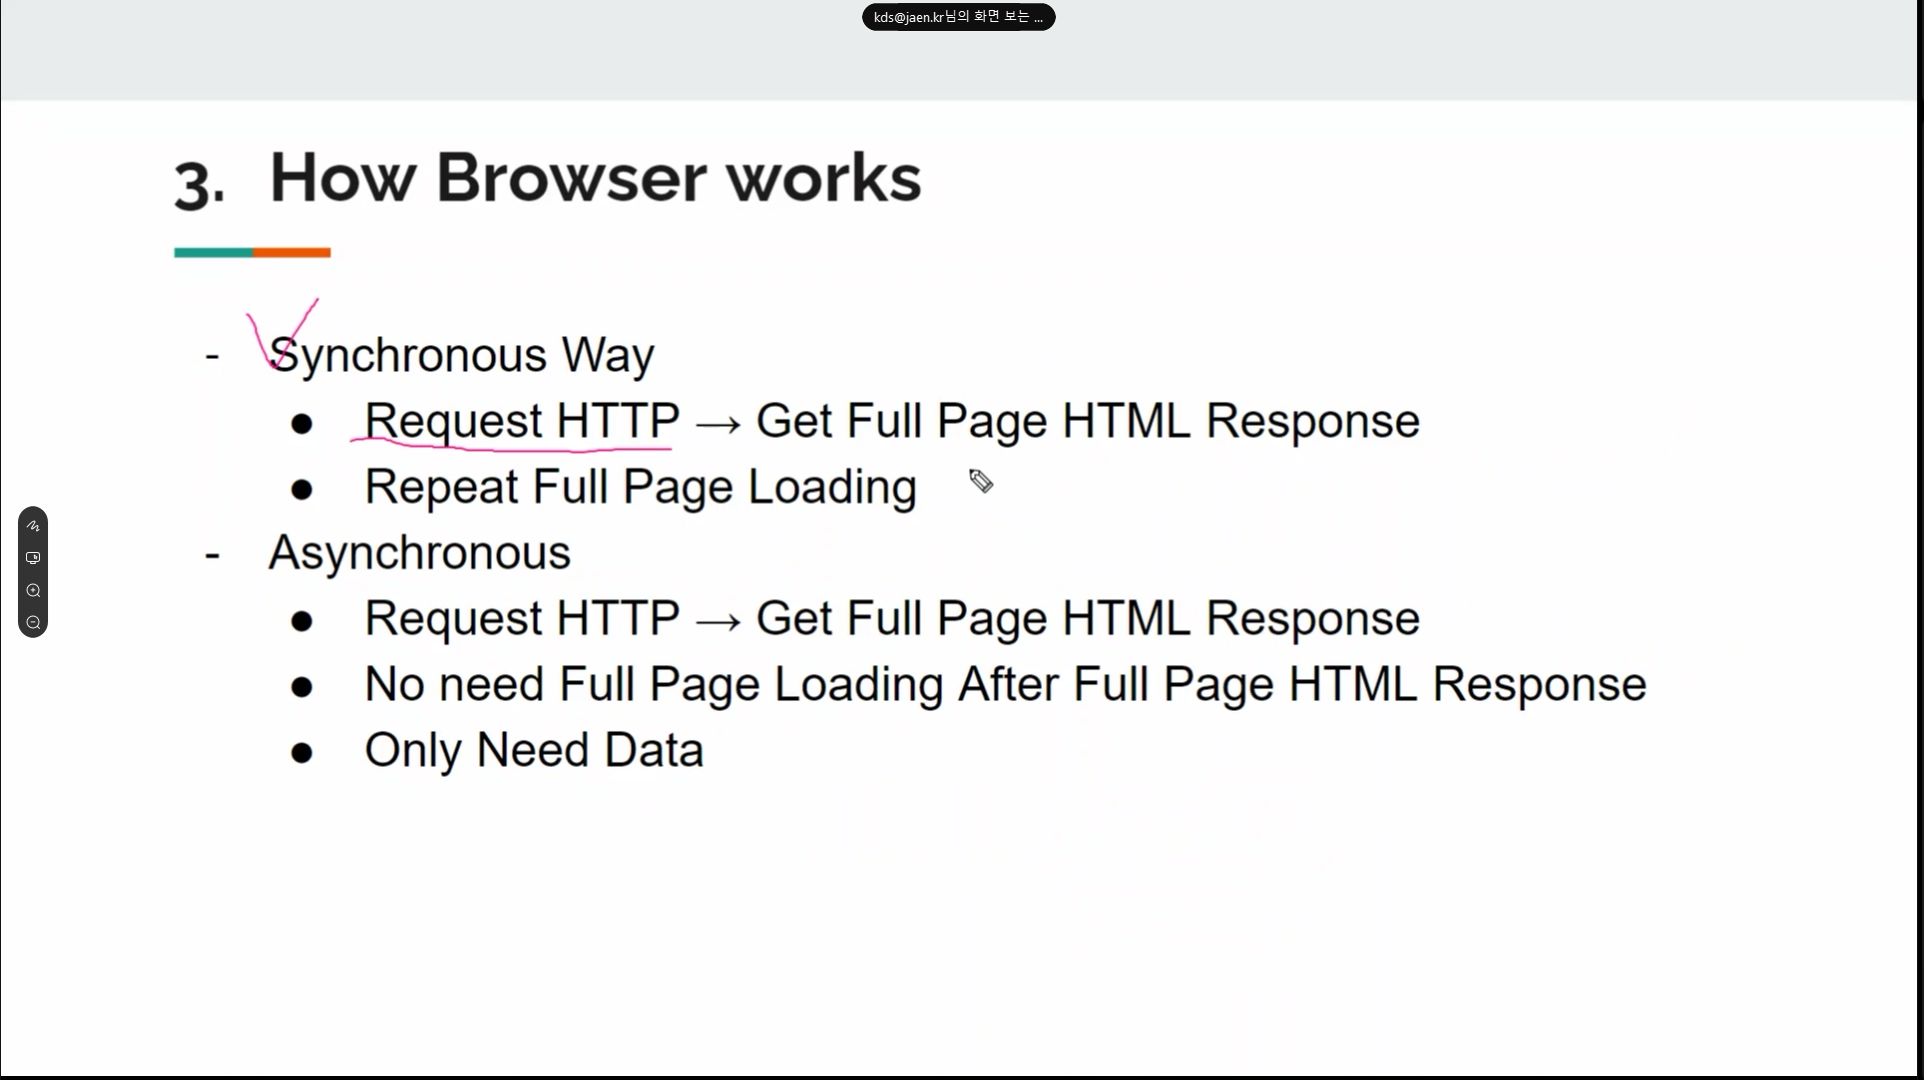 kds@jaen.kr님의 화면 보는 ...
3. How Browser works
- Synchronous Way
● Request HTTP → Get Full Page HTML Response
● Repeat Full Page Loading
- Asynchronous
● Request HTTP → Get Full Page HTML Response
● No need Full Page Loading After Full Page HTML Response
● Only Need Data